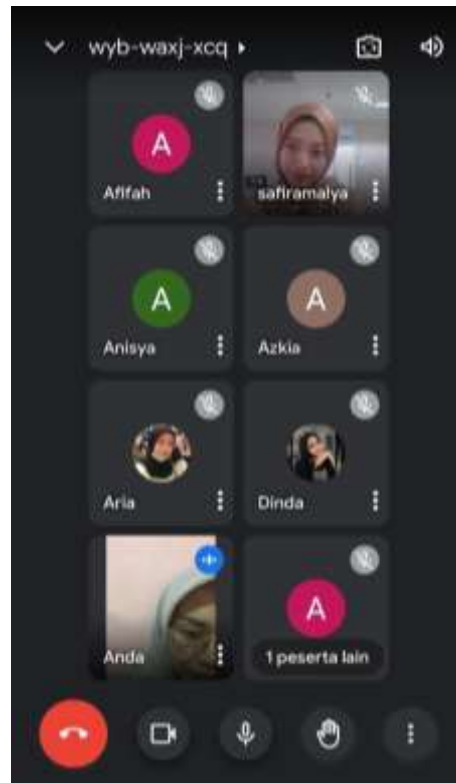 wyb-waxj-xcq
A
Afifah
safiramalya
A
Anisya
A
Azkia
Aria
Dinda
Anda
A
1 peserta lain